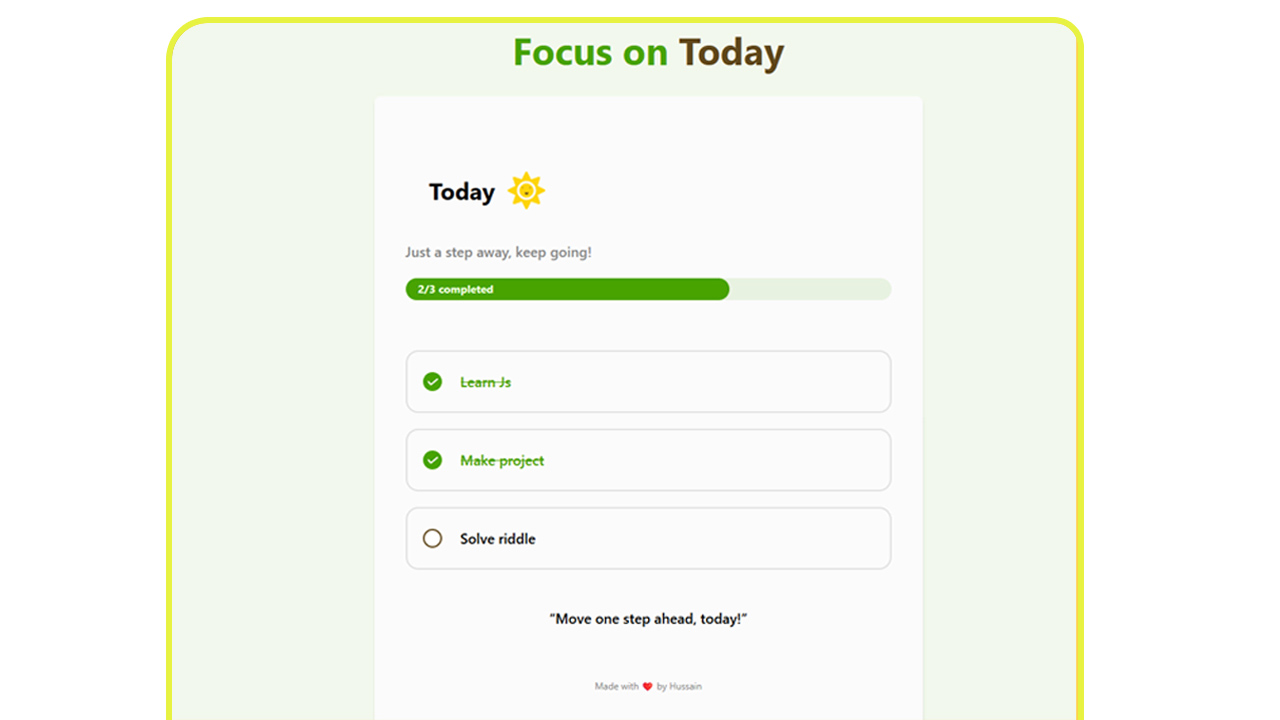 Focus on Today
Today
Just a step away, keep going!
2/3 completed
Learn Js
Make project
Solve riddle
“Move one step ahead, today!”
Made with ❤️ by Hussain